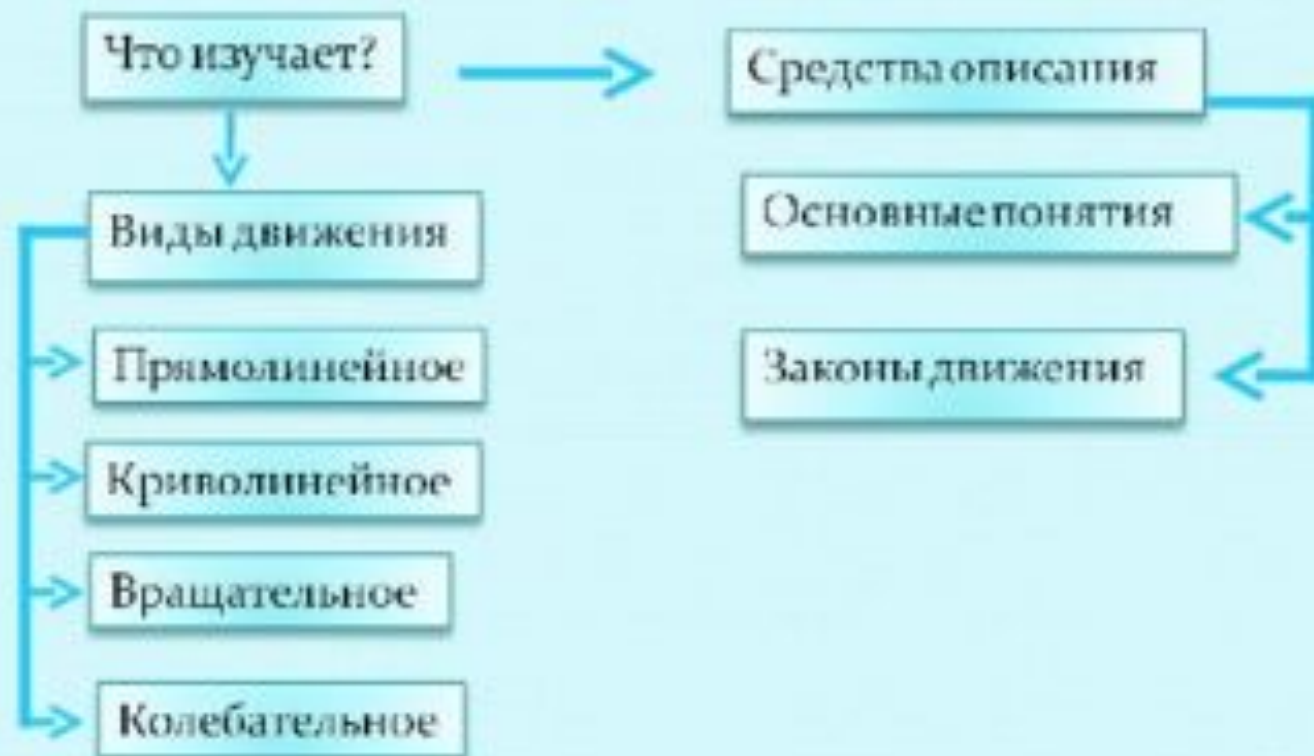 Что изучает?
Средства описания
Виды движения
Основные понятия
Прямолинейное
Законы движения
Криволинейное
Вращательное
Колебательное